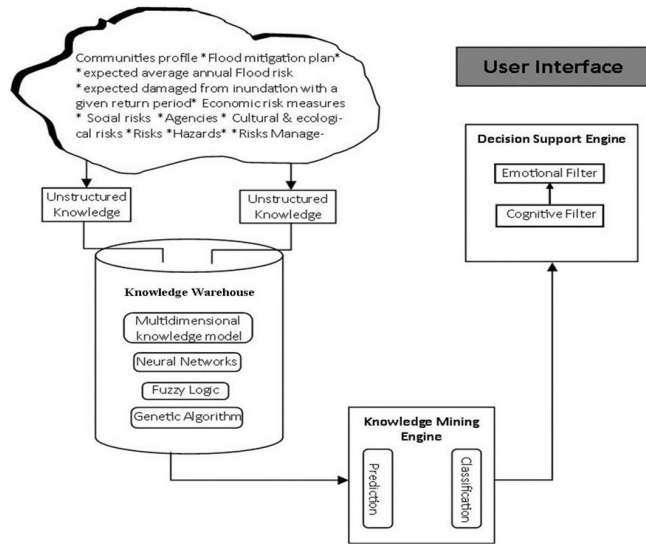 Communities profile *Flood mitigation plan*
* expected average annual Flood risk
* expected damaged from inundation with a
given return period* Economic risk measures
* Social risks *Agencies * Cultural & ecologi-
cal risks *Risks *Hazards* *Risks Manage-
User Interface
Decision Support Engine
Emotional Filter
Cognitive Filter
Unstructured
Knowledge
Unstructured
Knowledge
Knowledge Warehouse
Multidimensional
knowledge model
Neural Networks
Fuzzy Logic
Genetic Algorithm
Knowledge Mining
Engine
Prediction
Classification